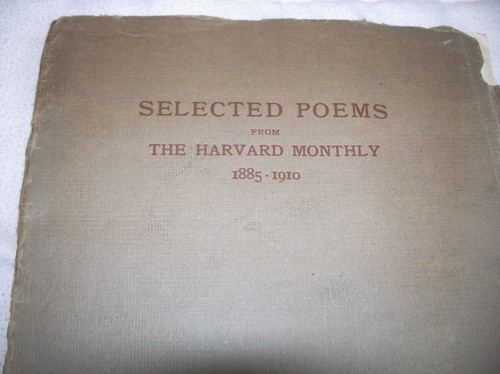 SELECTED POEMS
FROM
THE HARVARD MONTHLY
1885-1910